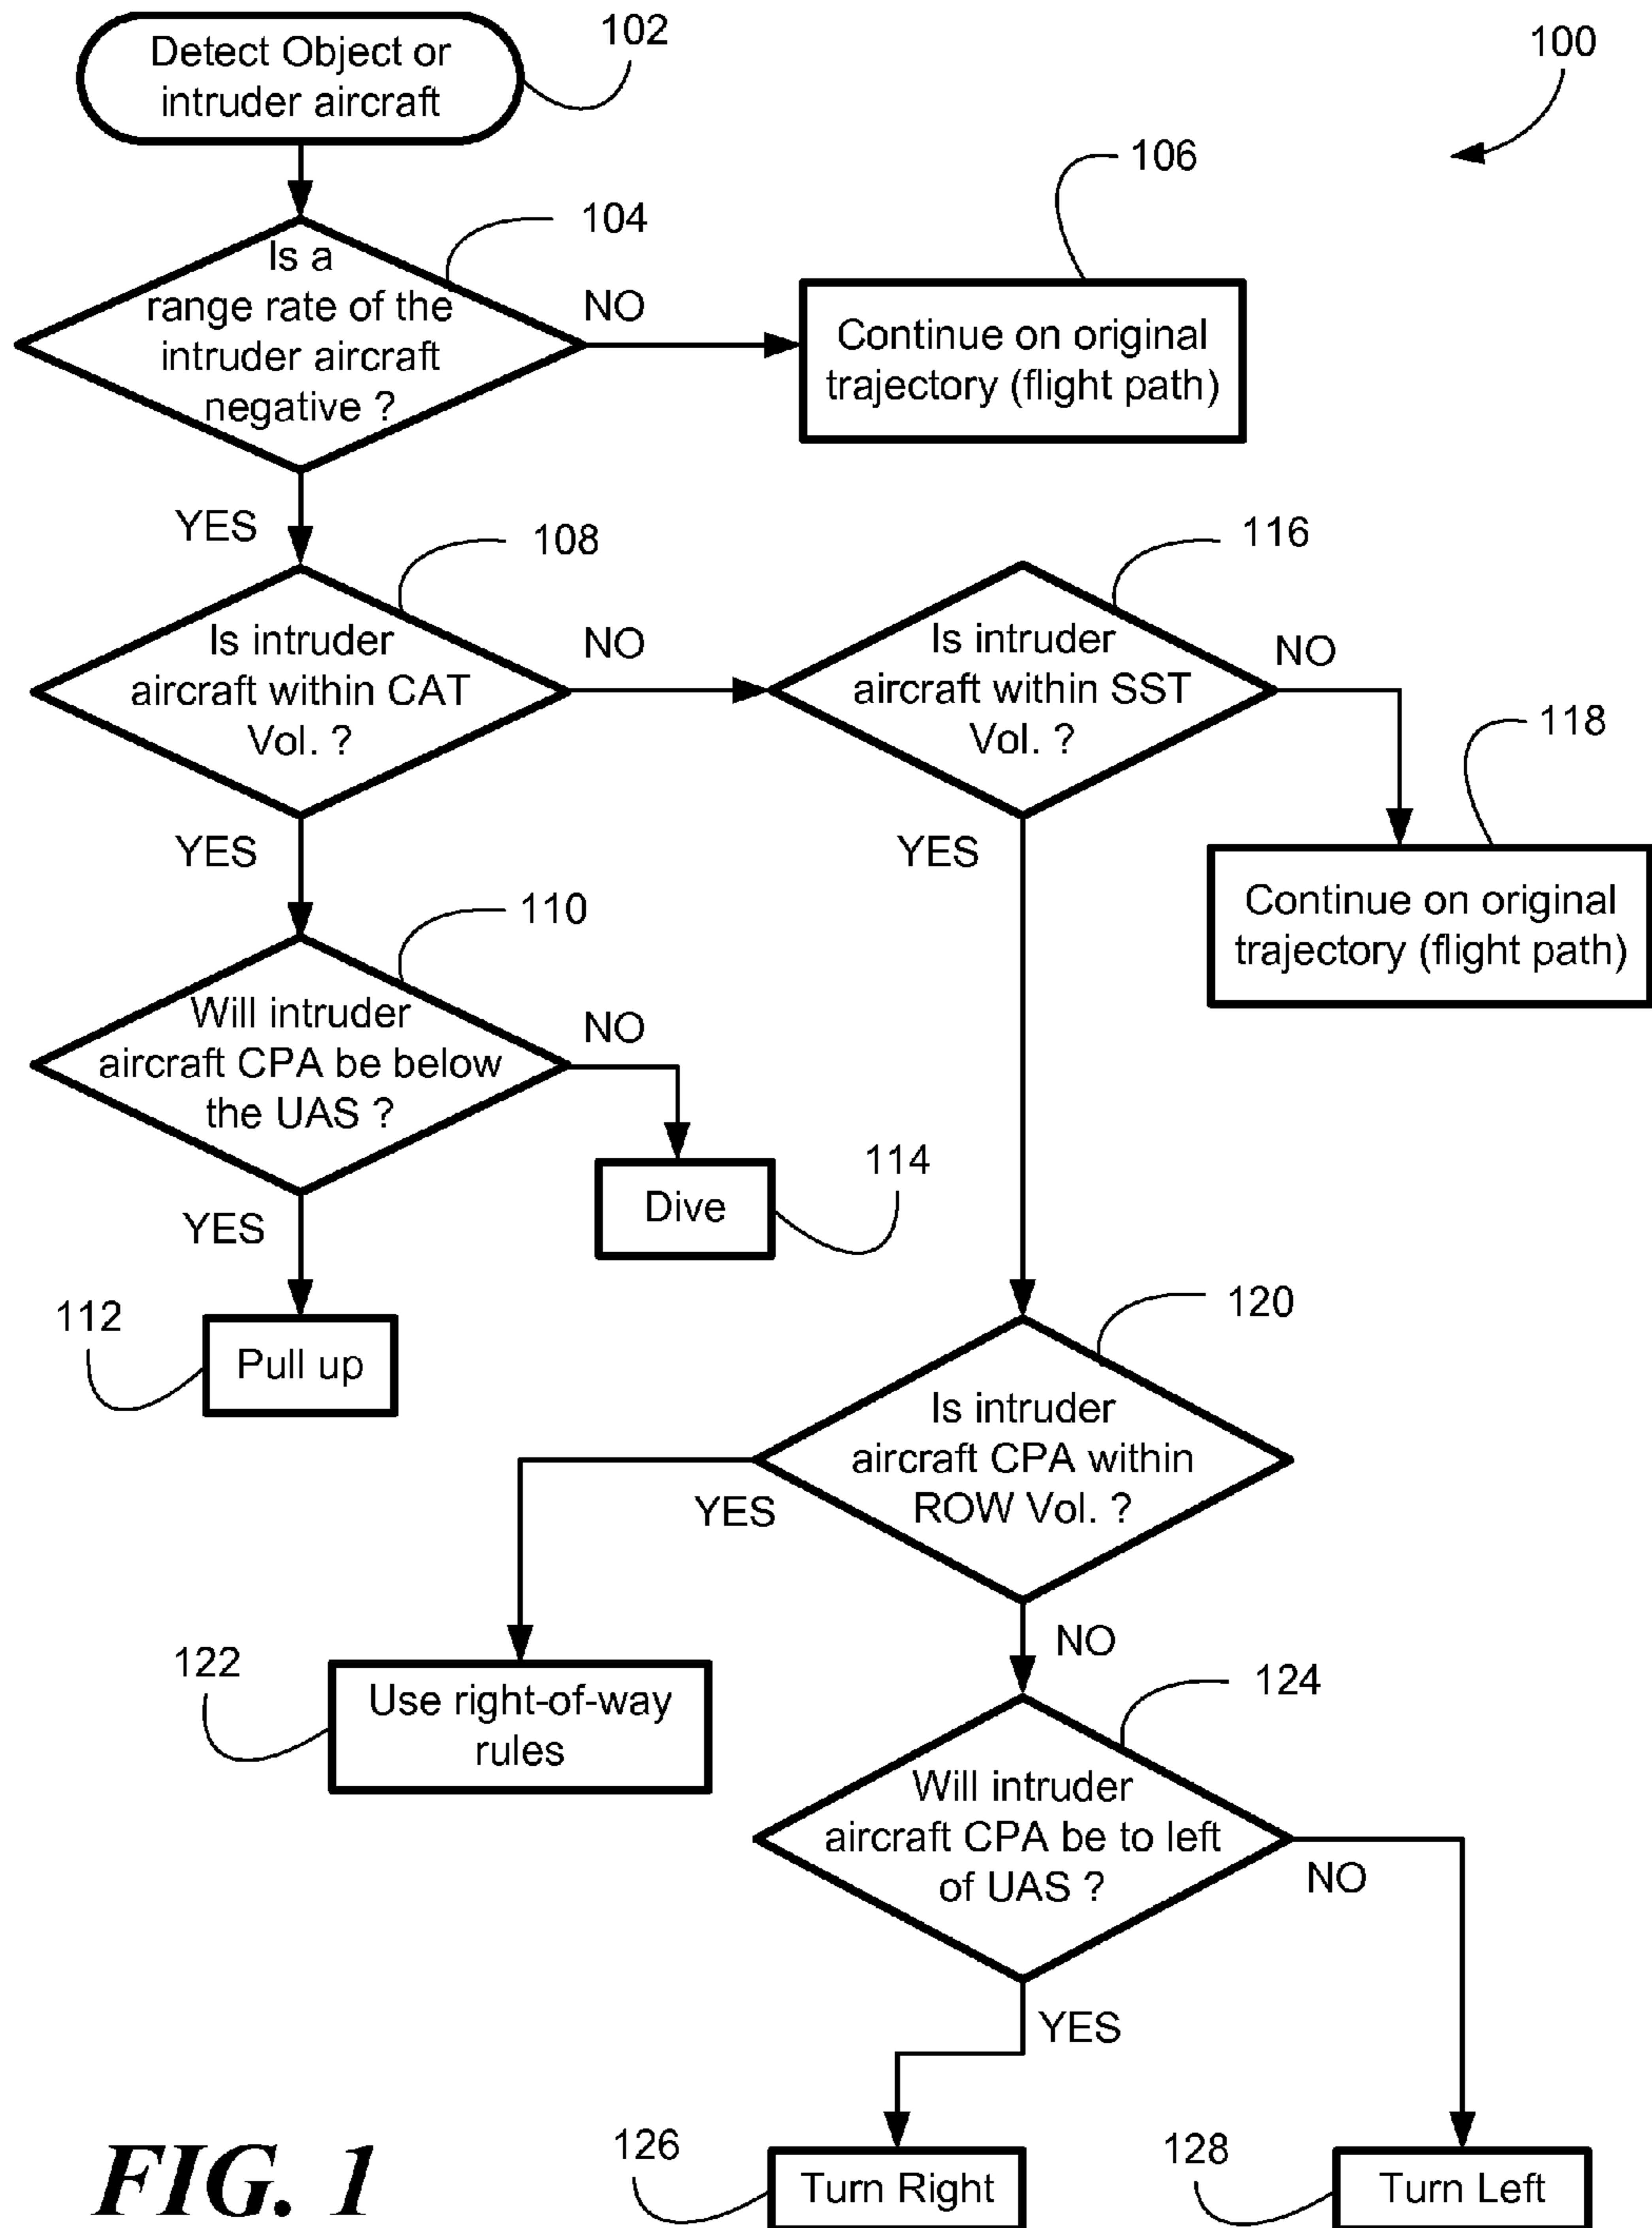 Detect Object or
intruder aircraft
102
100
Is a
range rate of the
intruder aircraft
negative ?
104
NO
106
Continue on original
trajectory (flight path)
YES
108
Is intruder
aircraft within CAT
Vol. ?
NO
116
Is intruder
aircraft within SST
Vol. ?
NO
118
Continue on original
trajectory (flight path)
YES
YES
110
Will intruder
aircraft CPA be below
the UAS ?
NO
114
Dive
YES
112
Pull up
120
Is intruder
aircraft CPA within
ROW Vol. ?
YES
122
Use right-of-way
rules
NO
124
Will intruder
aircraft CPA be to left
of UAS ?
NO
YES
126
Turn Right
128
Turn Left
FIG. 1